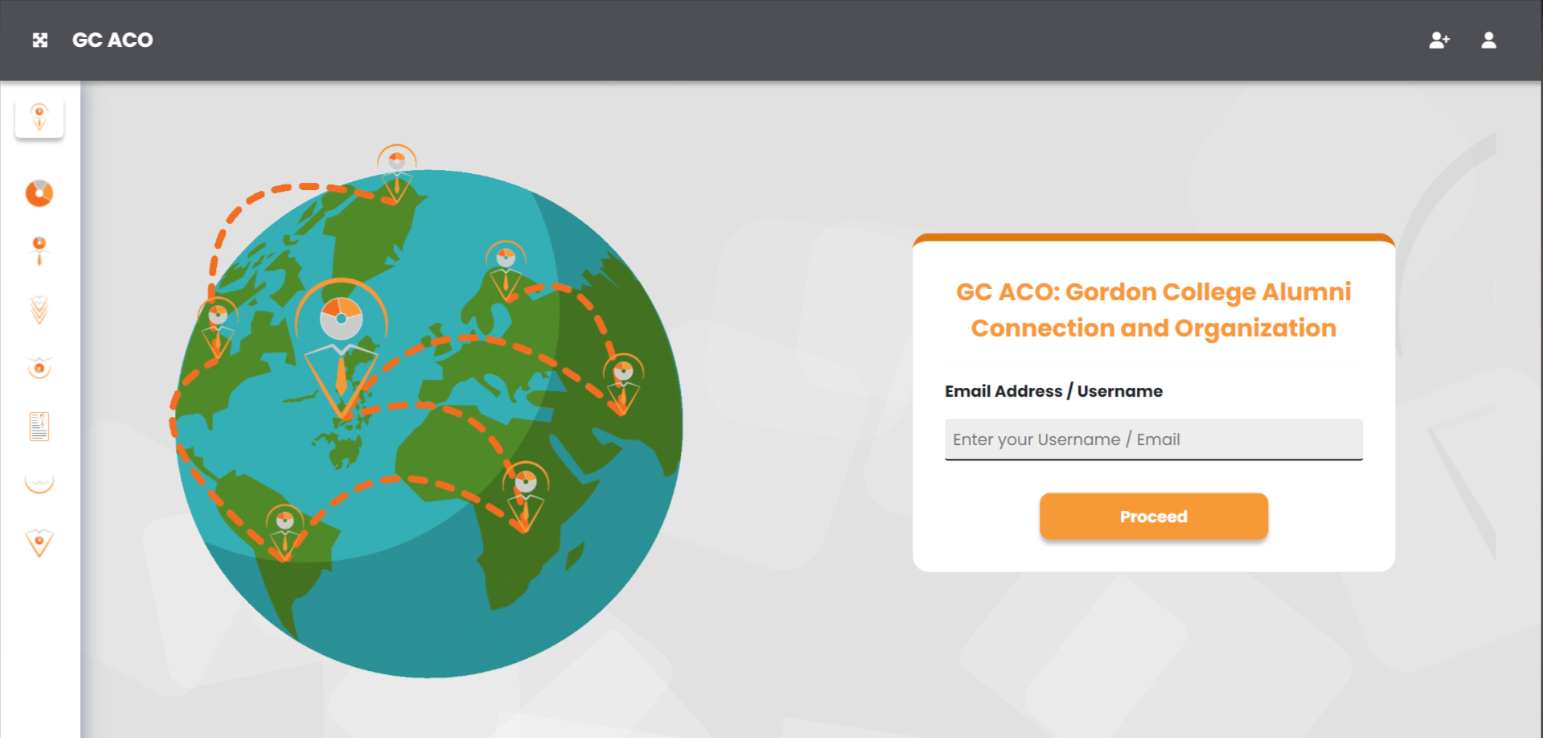 GC ACO
GC ACO: Gordon College Alumni
Connection and Organization
Email Address / Username
Enter your Username / Email
Proceed